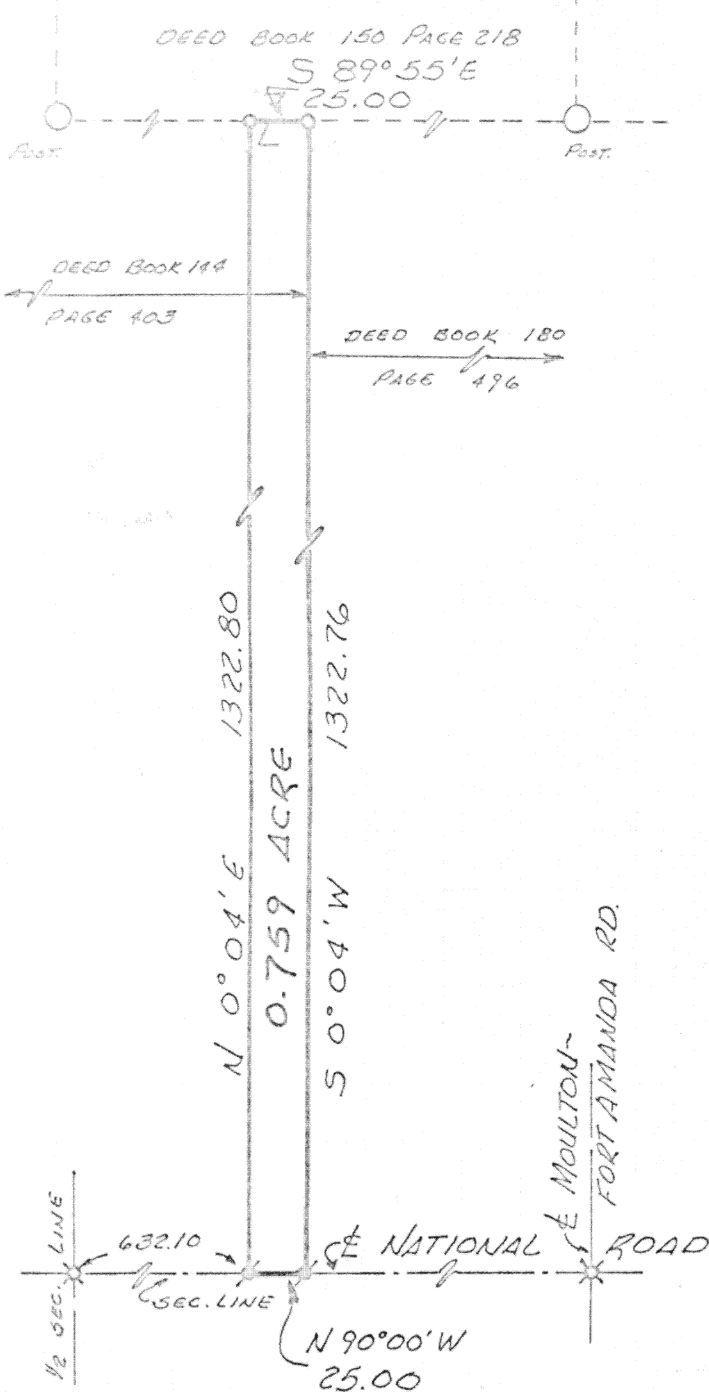 DEED BOOK 150 PAGE 218
S 89°55'E
25.00
POST.
POST.
DEED BOOK 144
PAGE 403
DEED BOOK 180
PAGE 496
N 0°04'E 1322.80
0.759 ACRE
S 0°04'W 1322.76
℄ MOULTON~
FORT AMANDA RD.
½ SEC. LINE
632.10
SEC. LINE
℄ NATIONAL ROAD
N 90°00'W
25.00